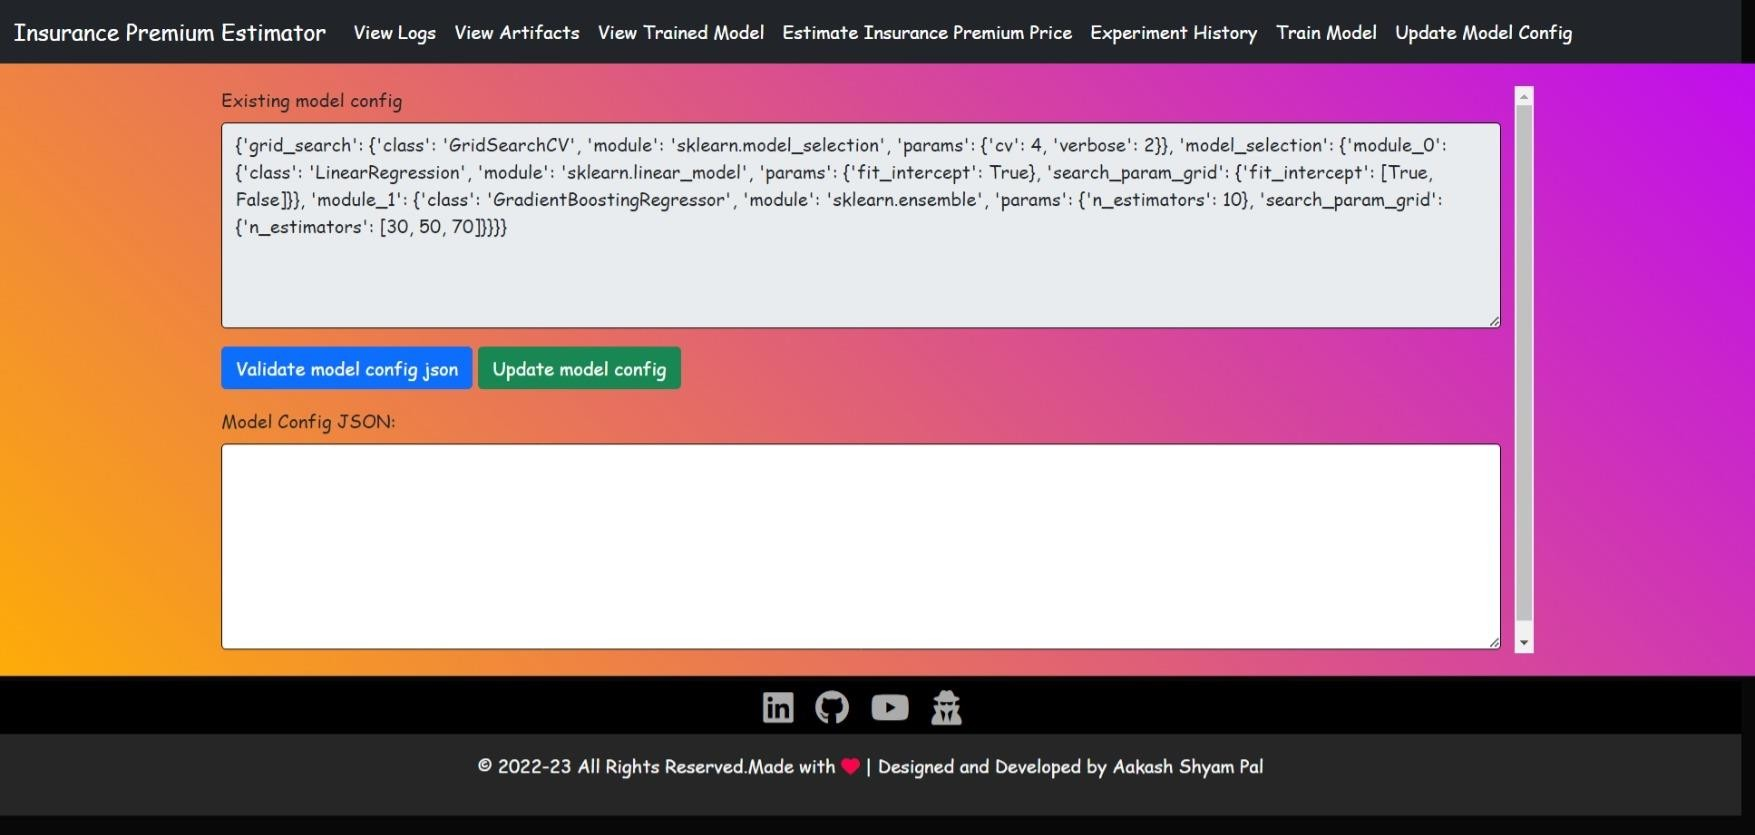 Insurance Premium Estimator View Logs View Artifacts View Trained Model Estimate Insurance Premium Price Experiment History Train Model Update Model Config
Existing model config
{'grid_search': {'class': 'GridSearchCV', 'module': 'sklearn.model_selection', 'params': {'cv': 4, 'verbose': 2}}, 'model_selection': {'module_0':
{'class': 'LinearRegression', 'module': 'sklearn.linear_model', 'params': {'fit_intercept': True}, 'search_param_grid': {'fit_intercept': [True,
False]}}, 'module_1': {'class': 'GradientBoostingRegressor', 'module': 'sklearn.ensemble', 'params': {'n_estimators': 10}, 'search_param_grid':
{'n_estimators': [30, 50, 70]}}}}
Validate model config json Update model config
Model Config JSON:
in
© 2022-23 All Rights Reserved.Made with ❤ | Designed and Developed by Aakash Shyam Pal